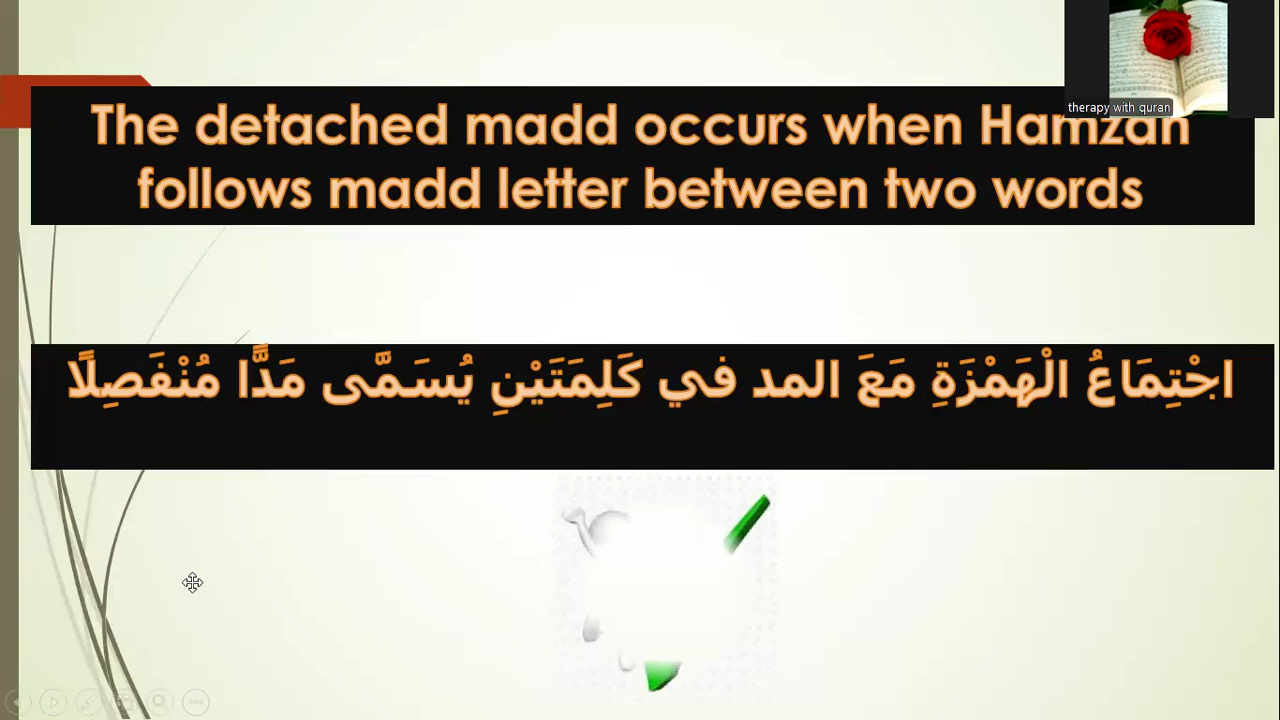 therapy with quran
The detached madd occurs when Hamzah
follows madd letter between two words
اجْتِمَاعُ الْهَمْزَةِ مَعَ المد في كَلِمَتَيْنِ يُسَمَّى مَدًّا مُنْفَصِلًا